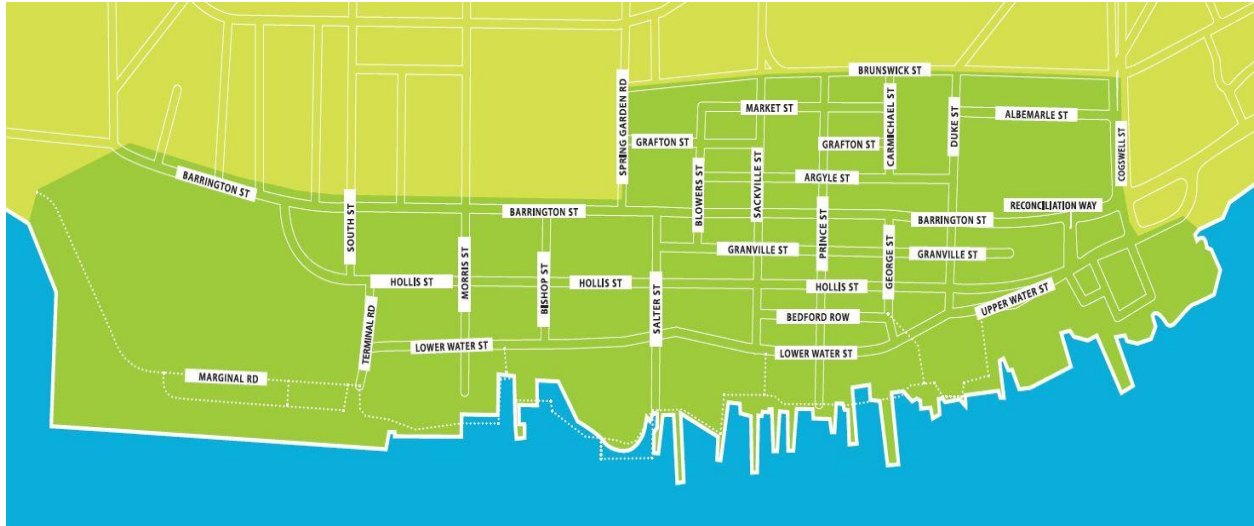 BRUNSWICK ST
SPRING GARDEN RD
MARKET ST
CARMICHAEL ST
DUKE ST
ALBEMARLE ST
COGSWELL ST
GRAFTON ST
GRAFTON ST
BARRINGTON ST
BLOWERS ST
SACKVILLE ST
ARGYLE ST
SOUTH ST
BARRINGTON ST
PRINCE ST
BARRINGTON ST
RECONCILIATION WAY
MORRIS ST
BISHOP ST
GRANVILLE ST
GEORGE ST
GRANVILLE ST
HOLLIS ST
HOLLIS ST
SALTER ST
HOLLIS ST
UPPER WATER ST
TERMINAL RD
BEDFORD ROW
LOWER WATER ST
LOWER WATER ST
MARGINAL RD